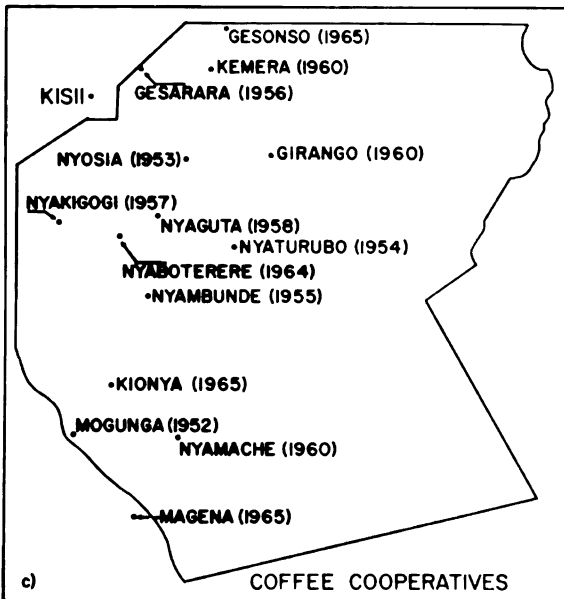 GESONSO (1965)
KEMERA (1960)
KISII
GESARARA (1956)
NYOSIA (1953)
GIRANGO (1960)
NYAKIGOGI (1957)
NYAGUTA (1958)
NYATURUBO (1954)
NYABOTERERE (1964)
NYAMBUNDE (1955)
KIONYA (1965)
MOGUNGA (1952)
NYAMACHE (1960)
MAGENA (1965)
c) COFFEE COOPERATIVES